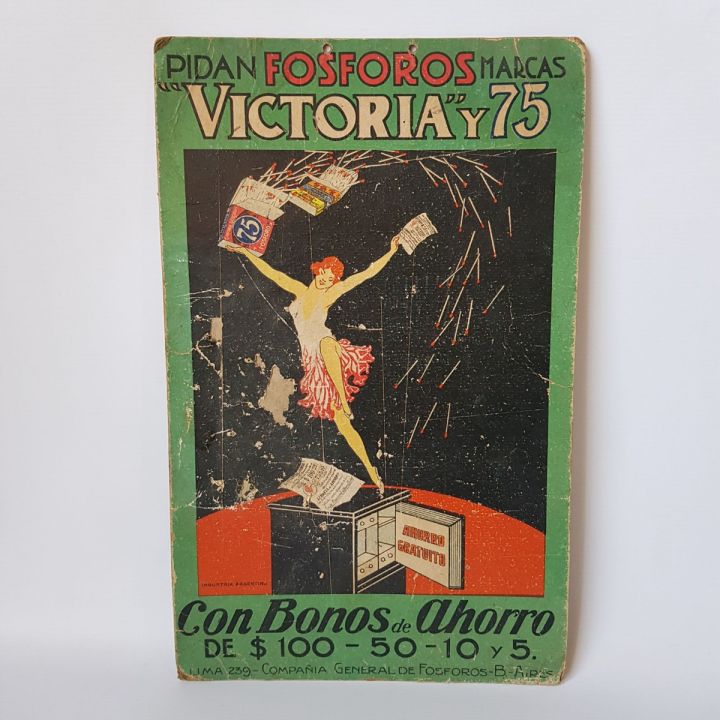 PIDAN FOSFOROS MARCAS
"VICTORIA" Y 75
75
AHORRO
GRATUITO
INDUSTRIA ARGENTINA
Con Bonos de Ahorro
DE $ 100 - 50 - 10 y 5.
LIMA 239 - COMPAÑIA GENERAL DE FOSFOROS - B. AIRES